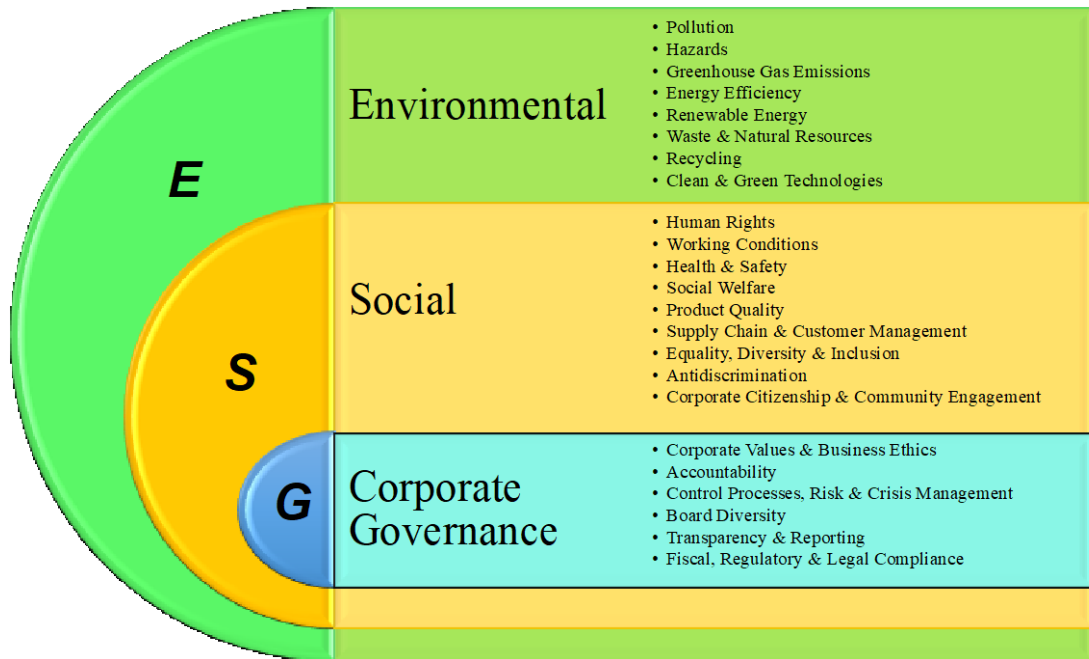 E
Environmental
• Pollution
• Hazards
• Greenhouse Gas Emissions
• Energy Efficiency
• Renewable Energy
• Waste & Natural Resources
• Recycling
• Clean & Green Technologies
S
Social
• Human Rights
• Working Conditions
• Health & Safety
• Social Welfare
• Product Quality
• Supply Chain & Customer Management
• Equality, Diversity & Inclusion
• Antidiscrimination
• Corporate Citizenship & Community Engagement
G
Corporate
Governance
• Corporate Values & Business Ethics
• Accountability
• Control Processes, Risk & Crisis Management
• Board Diversity
• Transparency & Reporting
• Fiscal, Regulatory & Legal Compliance